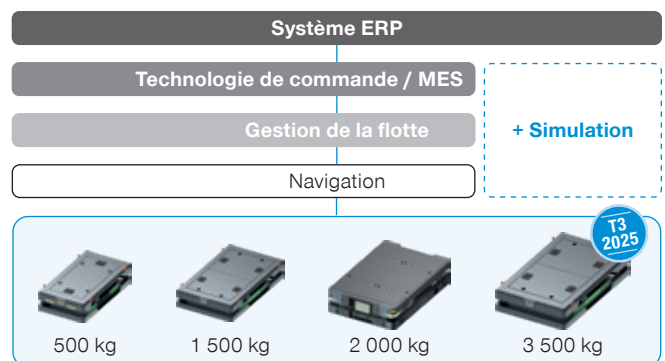 Système ERP
Technologie de commande / MES
Gestion de la flotte
+ Simulation
Navigation
T3
2025
500 kg
1 500 kg
2 000 kg
3 500 kg